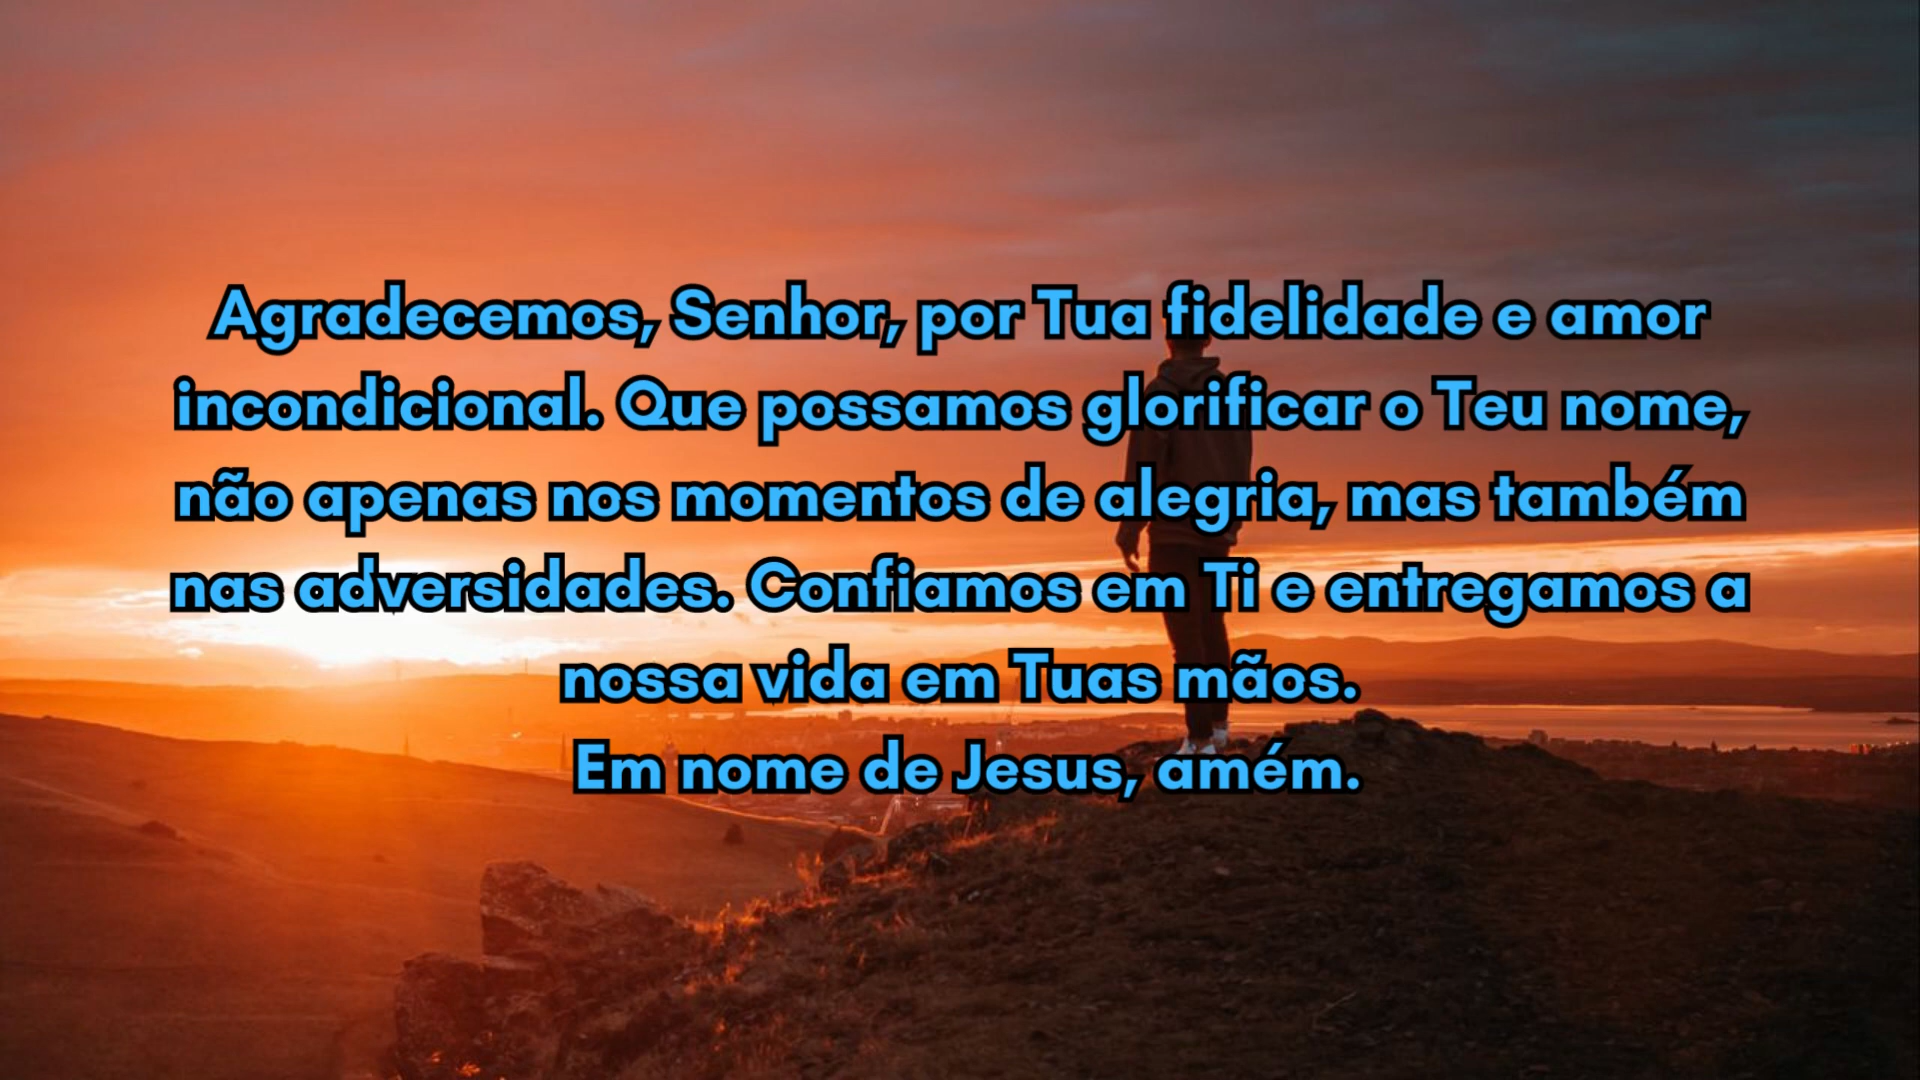 Agradecemos, Senhor, por Tua fidelidade e amor
incondicional. Que possamos glorificar o Teu nome,
não apenas nos momentos de alegria, mas também
nas adversidades. Confiamos em Ti e entregamos a
nossa vida em Tuas mãos.
Em nome de Jesus, amém.